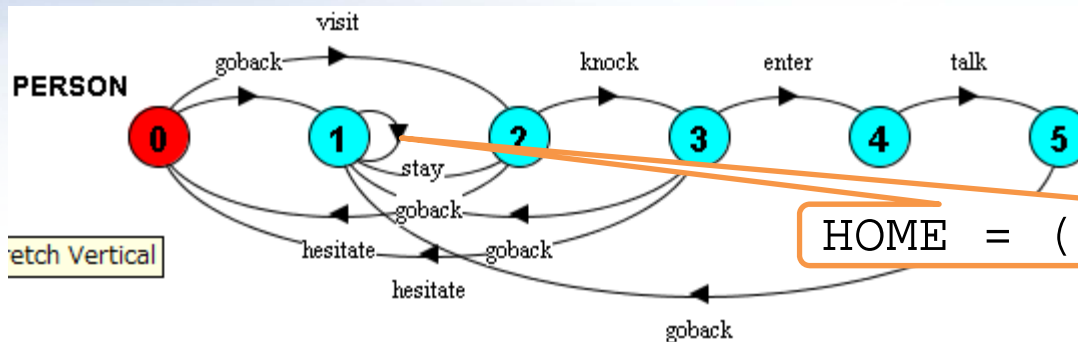 visit
goback
knock
enter
talk
PERSON
0
1
2
3
4
5
stay
goback
HOME = (
retch Vertical
hesitate
goback
hesitate
goback